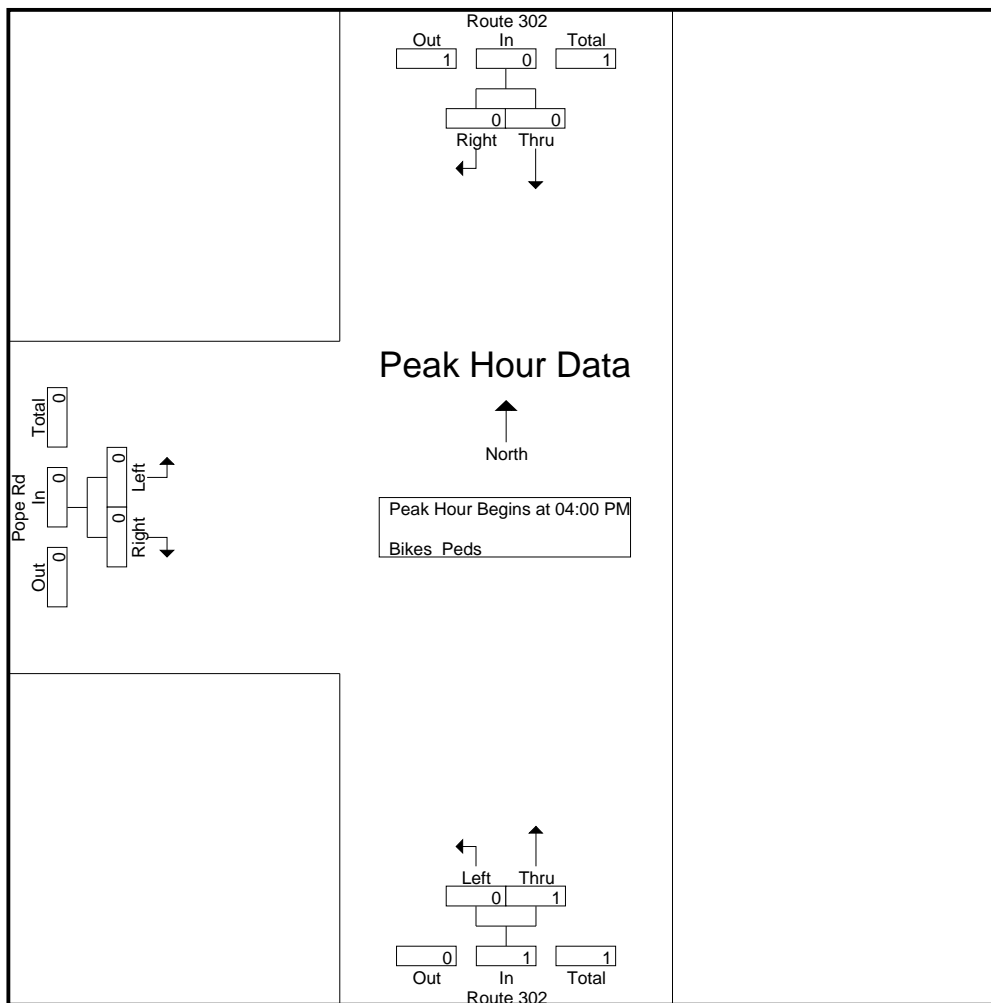 Route 302
Out In Total
1 0 1
0 0
Right Thru
Peak Hour Data
North
Peak Hour Begins at 04:00 PM
Bikes Peds
Pope Rd
Out In Total
0 0 0
0 0
Right Left
Left Thru
0 1
0 1 1
Out In Total
Route 302